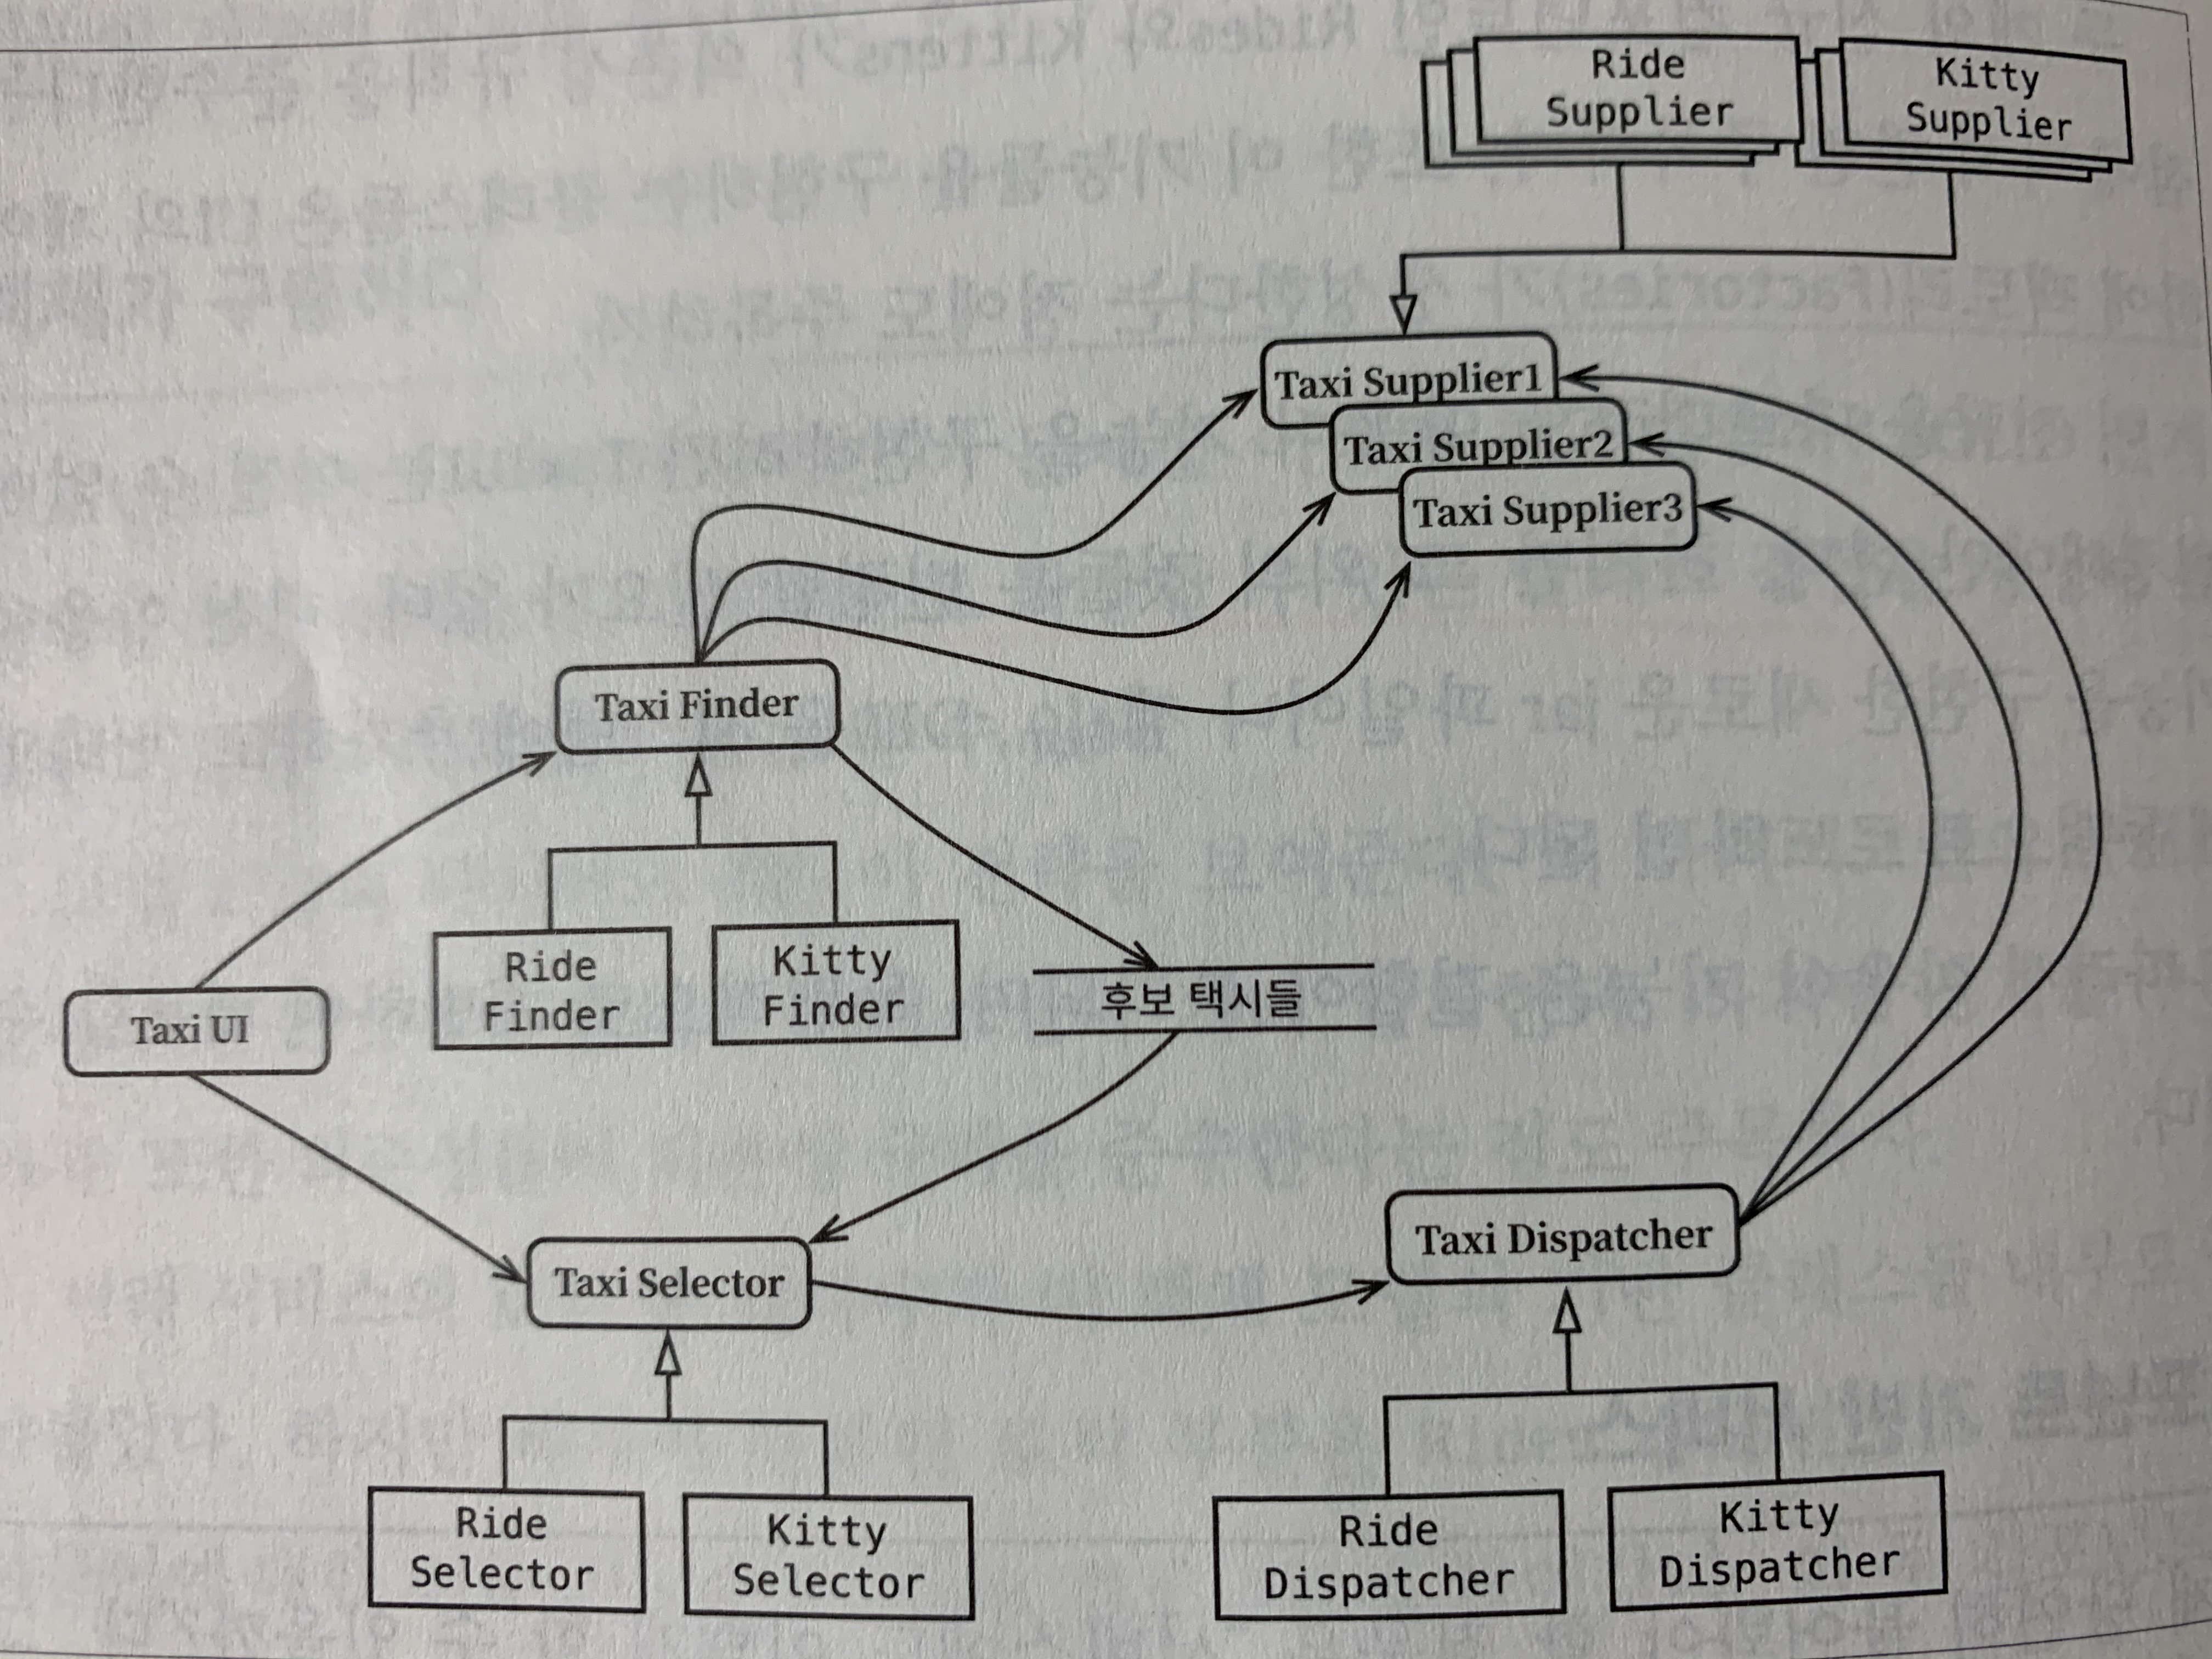 Ride
Supplier
Kitty
Supplier
Taxi Supplier1
Taxi Supplier2
Taxi Supplier3
Taxi Finder
Ride
Finder
Kitty
Finder
후보 택시들
Taxi UI
Taxi Selector
Taxi Dispatcher
Ride
Selector
Kitty
Selector
Ride
Dispatcher
Kitty
Dispatcher